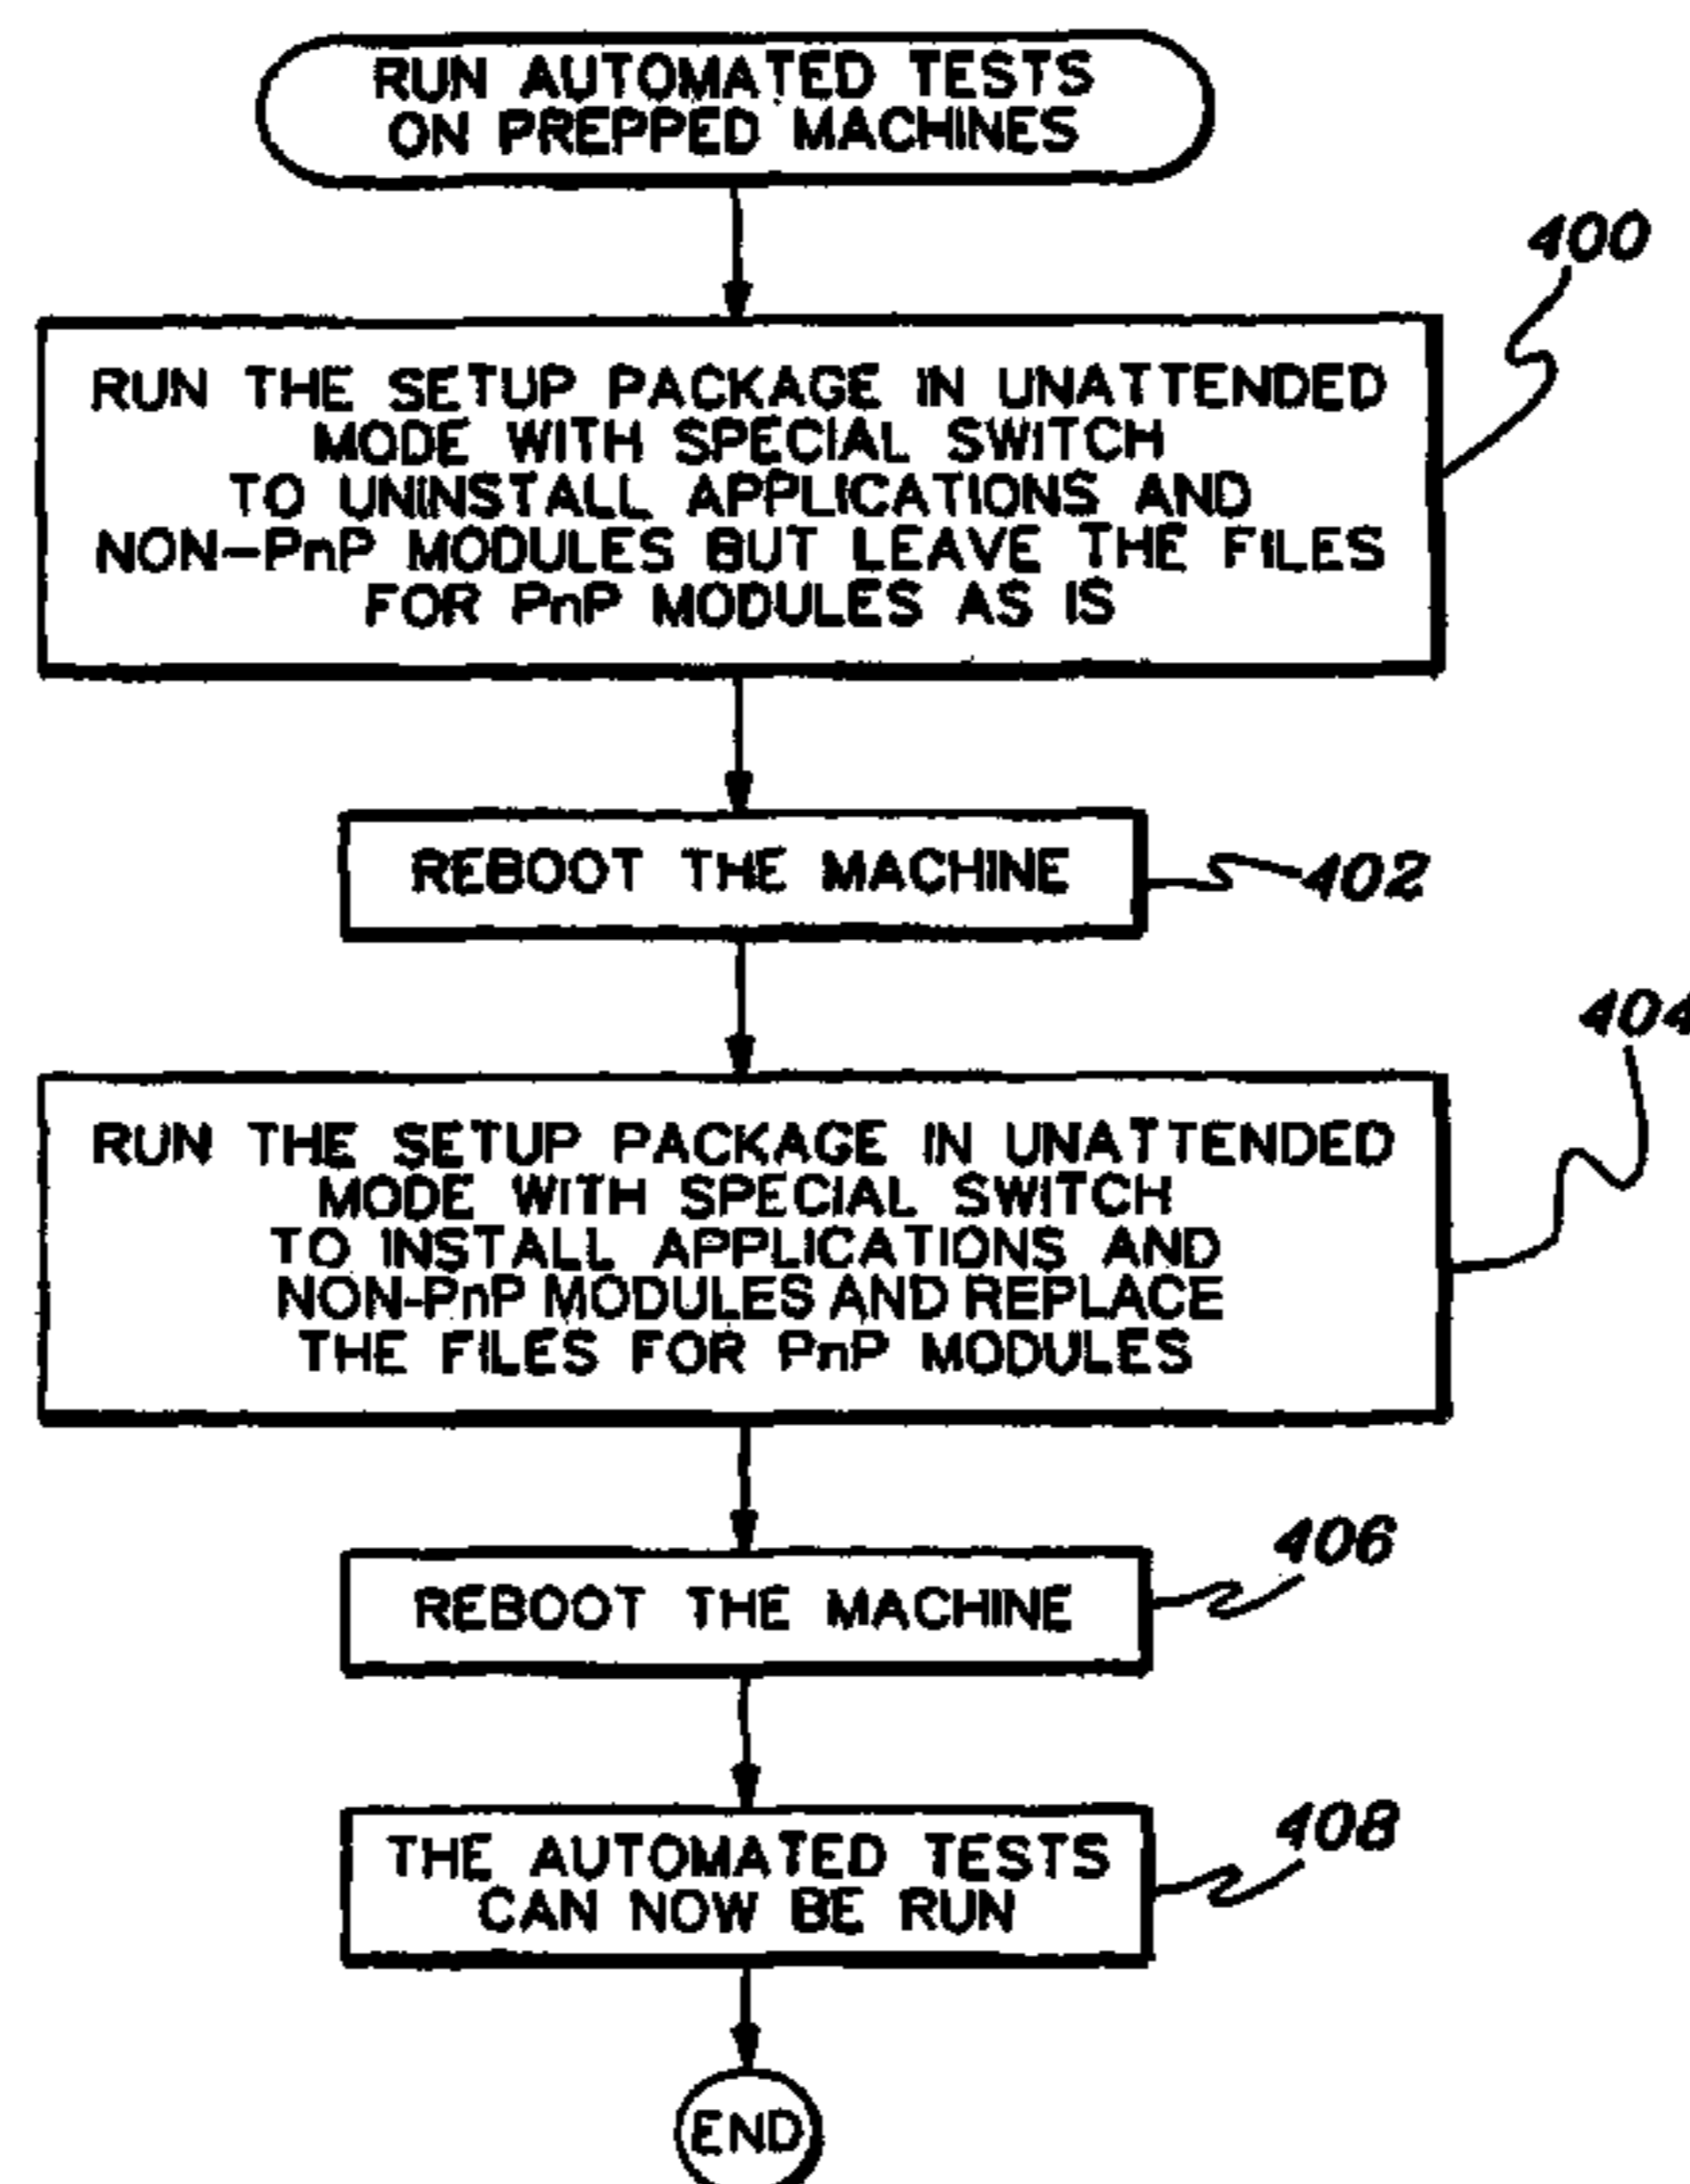 RUN AUTOMATED TESTS
ON PREPPED MACHINES
400
RUN THE SETUP PACKAGE IN UNATTENDED
MODE WITH SPECIAL SWITCH
TO UNINSTALL APPLICATIONS AND
NON-PnP MODULES BUT LEAVE THE FILES
FOR PnP MODULES AS IS
REBOOT THE MACHINE
402
404
RUN THE SETUP PACKAGE IN UNATTENDED
MODE WITH SPECIAL SWITCH
TO INSTALL APPLICATIONS AND
NON-PnP MODULES AND REPLACE
THE FILES FOR PnP MODULES
406
REBOOT THE MACHINE
408
THE AUTOMATED TESTS
CAN NOW BE RUN
END